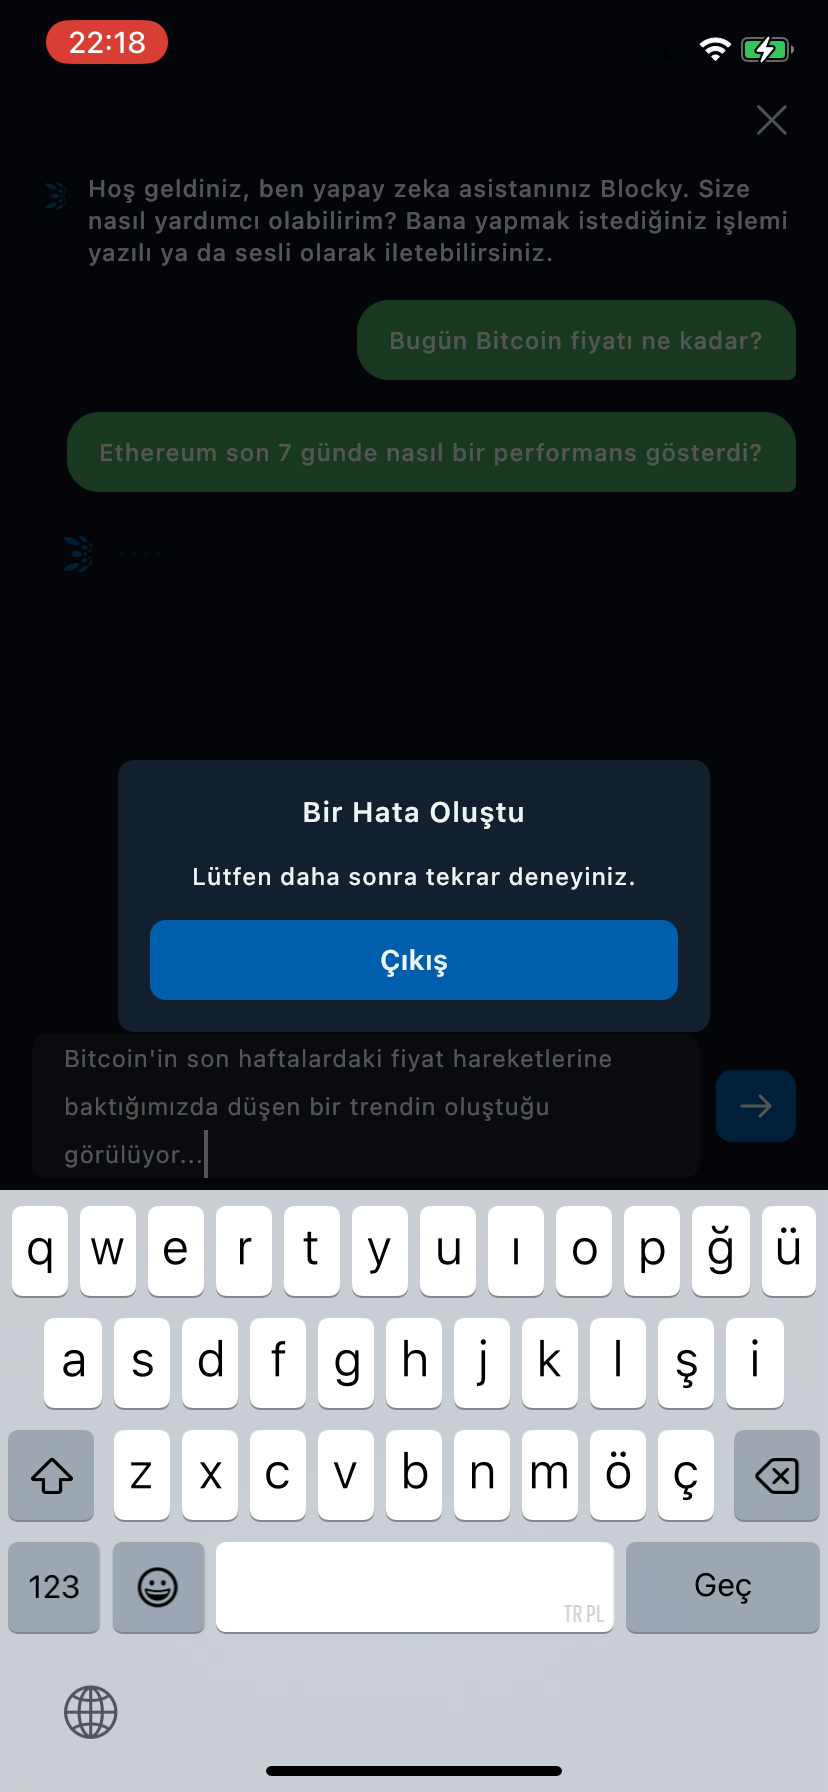 22:18
Hoş geldiniz, ben yapay zeka asistanınız Blocky. Size
nasıl yardımcı olabilirim? Bana yapmak istediğiniz işlemi
yazılı ya da sesli olarak iletebilirsiniz.
Bugün Bitcoin fiyatı ne kadar?
Ethereum son 7 günde nasıl bir performans gösterdi?
Bir Hata Oluştu
Lütfen daha sonra tekrar deneyiniz.
Çıkış
Bitcoin'in son haftalardaki fiyat hareketlerine
baktığımızda düşen bir trendin oluştuğu
görülüyor...
q w e r t y u ı o p ğ ü
a s d f g h j k l ş i
z x c v b n m ö ç
123
TR PL
Geç